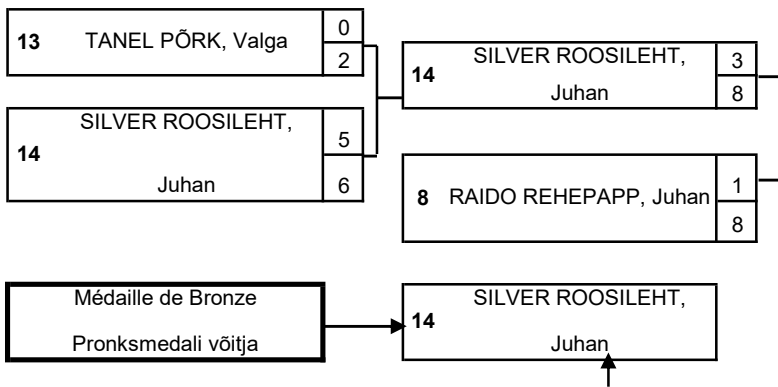 13 TANEL PÕRK, Valga 0
2
14 SILVER ROOSILEHT, 5
Juhan 6
14 SILVER ROOSILEHT, 3
Juhan 8
8 RAIDO REHEPAPP, Juhan 1
8
Médaille de Bronze
Pronksmedali võitja
14 SILVER ROOSILEHT,
Juhan